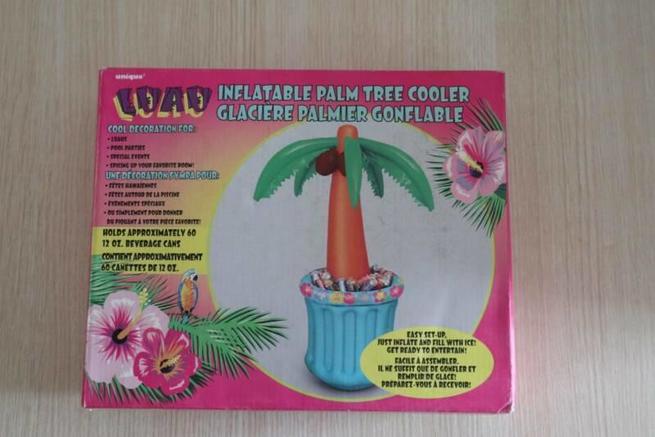 unique®
LUAU
INFLATABLE PALM TREE COOLER
GLACIÈRE PALMIER GONFLABLE
COOL DECORATION FOR:
• LUAUS
• POOL PARTIES
• SPECIAL EVENTS
• SPICING UP YOUR FAVORITE ROOM!
UNE DÉCORATION SYMPA POUR:
• FÊTES HAWAÏENNES
• FÊTES AUTOUR DE LA PISCINE
• ÉVÉNEMENTS SPÉCIAUX
• OU SIMPLEMENT POUR DONNER
DU PIQUANT À VOTRE PIÈCE FAVORITE!
HOLDS APPROXIMATELY 60
12 OZ. BEVERAGE CANS
CONTIENT APPROXIMATIVEMENT
60 CANETTES DE 12 OZ.
EASY SET-UP,
JUST INFLATE AND FILL WITH ICE!
GET READY TO ENTERTAIN!
FACILE À ASSEMBLER.
IL NE SUFFIT QUE DE GONFLER ET
REMPLIR DE GLACE!
PRÉPAREZ-VOUS À RECEVOIR!